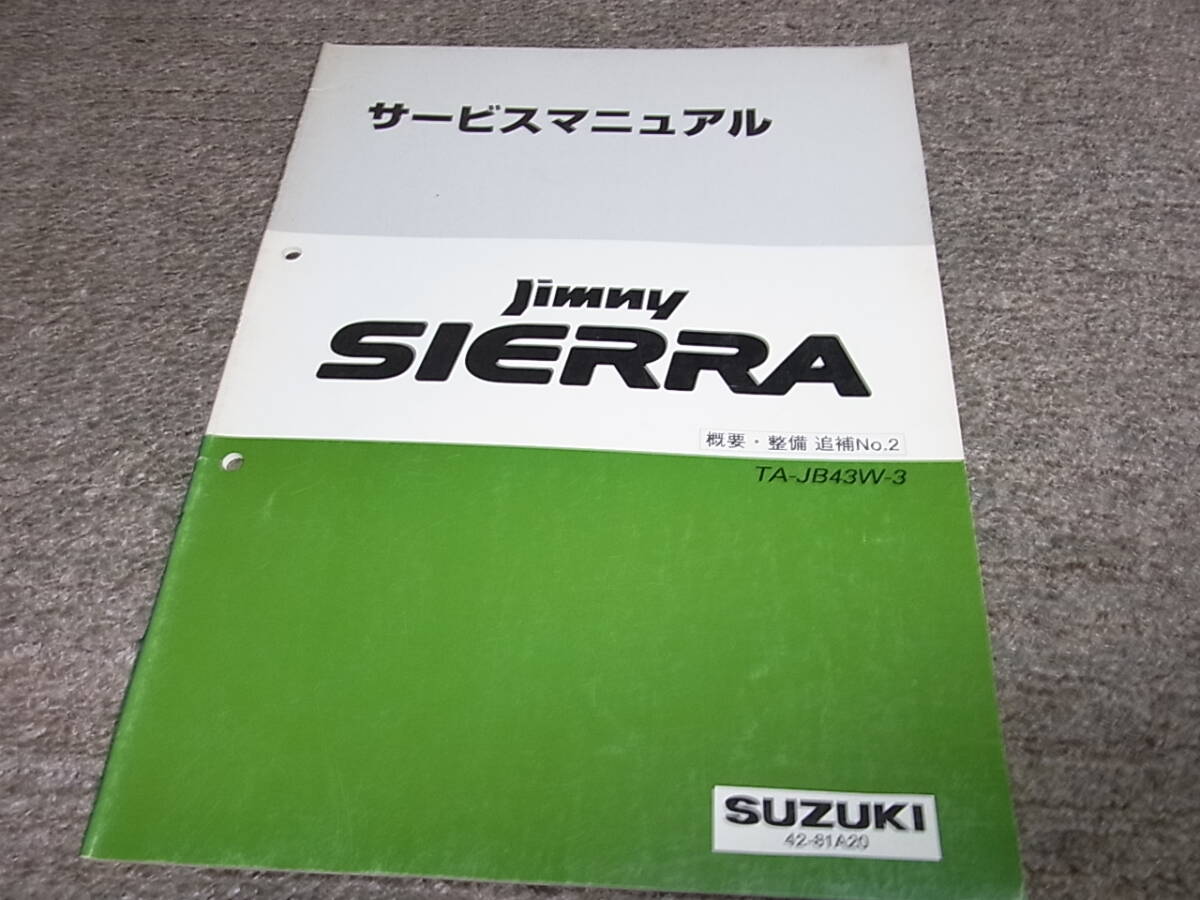 サービスマニュアル
Jimny
SIERRA
概要・整備 追補No.2
TA-JB43W-3
SUZUKI
42-81A20